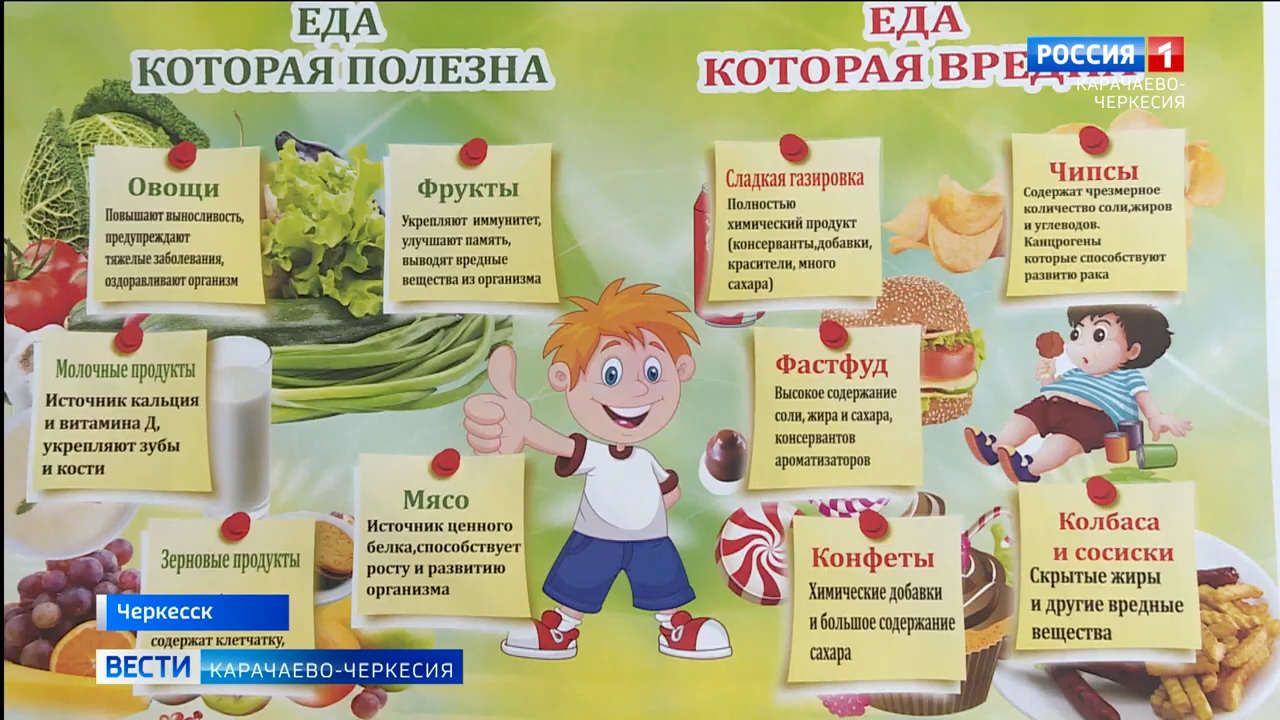 ЕДА
КОТОРАЯ ПОЛЕЗНА
ЕДА
КОТОРАЯ
РОССИЯ 1
КАРАЧАЕВО-
ЧЕРКЕСИЯ
Овощи
Повышают выносливость,
предупреждают
тяжелые заболевания,
оздоравливают организм
Фрукты
Укрепляют иммунитет,
улучшают память,
выводят вредные
вещества из организма
Сладкая газировка
Полностью
химический продукт
(консерванты,добавки,
красители, много
сахара)
Чипсы
Содержат чрезмерное
количество соли,жиров
и углеводов.
Канцрогены
которые способствуют
развитю рака
Молочные продукты
Источник кальция
и витамина Д,
укрепляют зубы
и кости
Мясо
Источник ценного
белка,способствует
росту и развитию
организма
Фастфуд
Высокое содержание
соли, жира и сахара,
консервантов
ароматизаторов
Зерновые продукты
содержат клетчатку,
Конфеты
Химические добавки
и большое содержание
сахара
Колбаса
и сосиски
Скрытые жиры
и другие вредные
вещества
Черкесск
ВЕСТИ КАРАЧАЕВО-ЧЕРКЕСИЯ